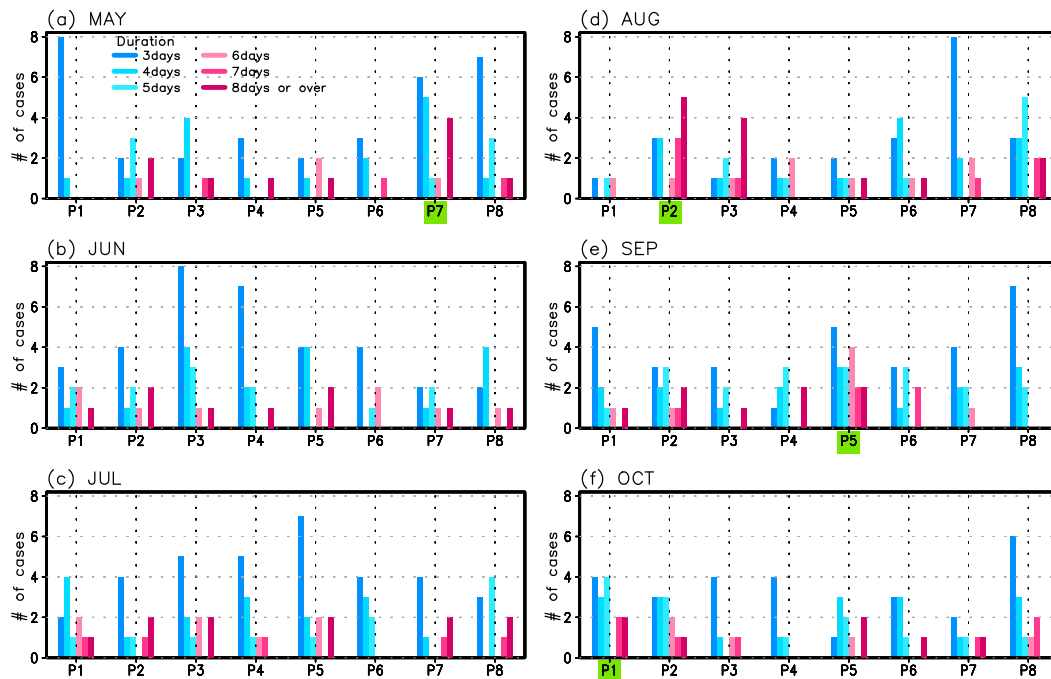 (a) MAY
# of cases
8
6
4
2
0
Duration
3days
4days
5days
6days
7days
8days or over
P1 P2 P3 P4 P5 P6 P7 P8
(b) JUN
# of cases
8
6
4
2
0
P1 P2 P3 P4 P5 P6 P7 P8
(c) JUL
# of cases
8
6
4
2
0
P1 P2 P3 P4 P5 P6 P7 P8
(d) AUG
# of cases
8
6
4
2
0
P1 P2 P3 P4 P5 P6 P7 P8
(e) SEP
# of cases
8
6
4
2
0
P1 P2 P3 P4 P5 P6 P7 P8
(f) OCT
# of cases
8
6
4
2
0
P1 P2 P3 P4 P5 P6 P7 P8